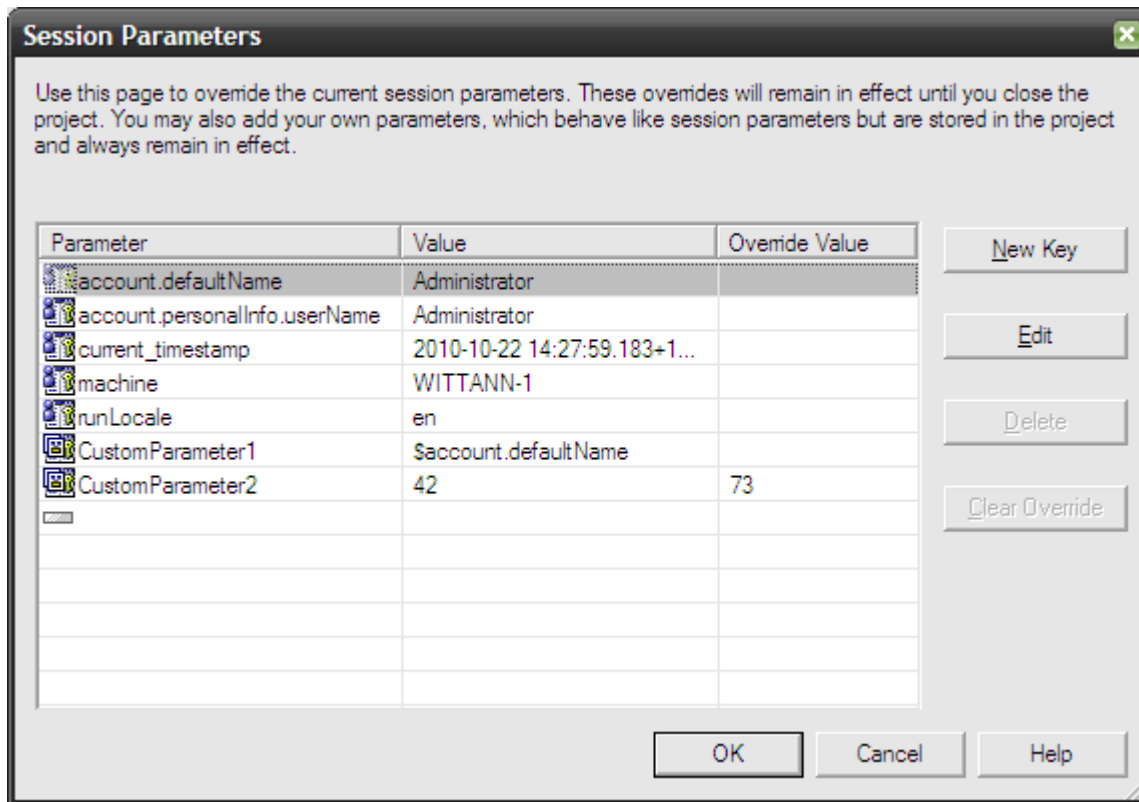 Session Parameters
Use this page to override the current session parameters. These overrides will remain in effect until you close the
project. You may also add your own parameters, which behave like session parameters but are stored in the project
and always remain in effect.
Parameter Value Override Value
account.defaultName Administrator
account.personalInfo.userName Administrator
current_timestamp 2010-10-22 14:27:59.183+1...
machine WITTANN-1
runLocale en
CustomParameter1 $account.defaultName
CustomParameter2 42 73
New Key
Edit
Delete
Clear Override
OK Cancel Help